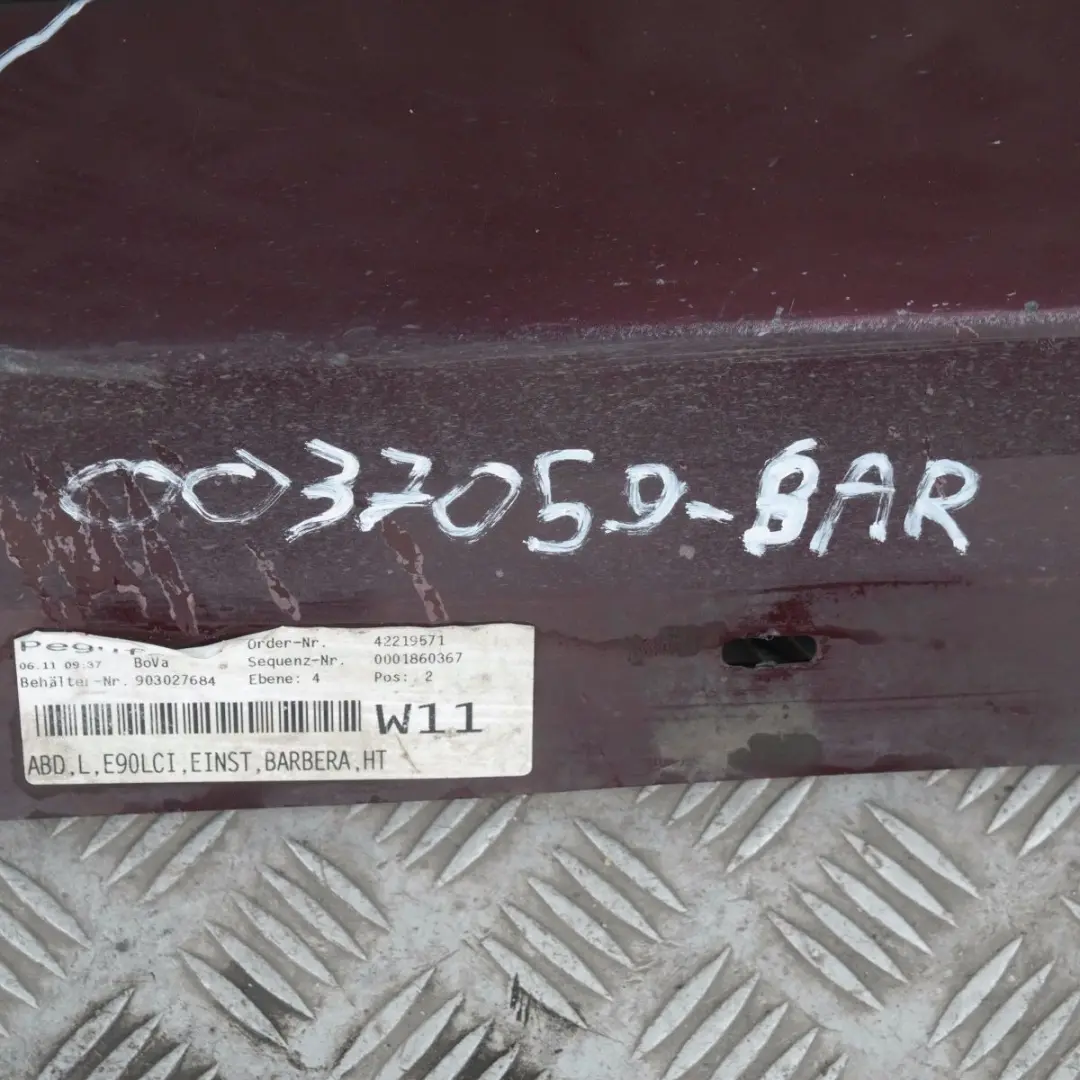 0037059-BAR
Order-Nr. 42219571
06.11 09:37 BoVa Sequenz-Nr. 0001860367
Behälter-Nr. 903027684 Ebene: 4 Pos: 2
W11
ABD,L,E90LCI,EINST,BARBERA,HT